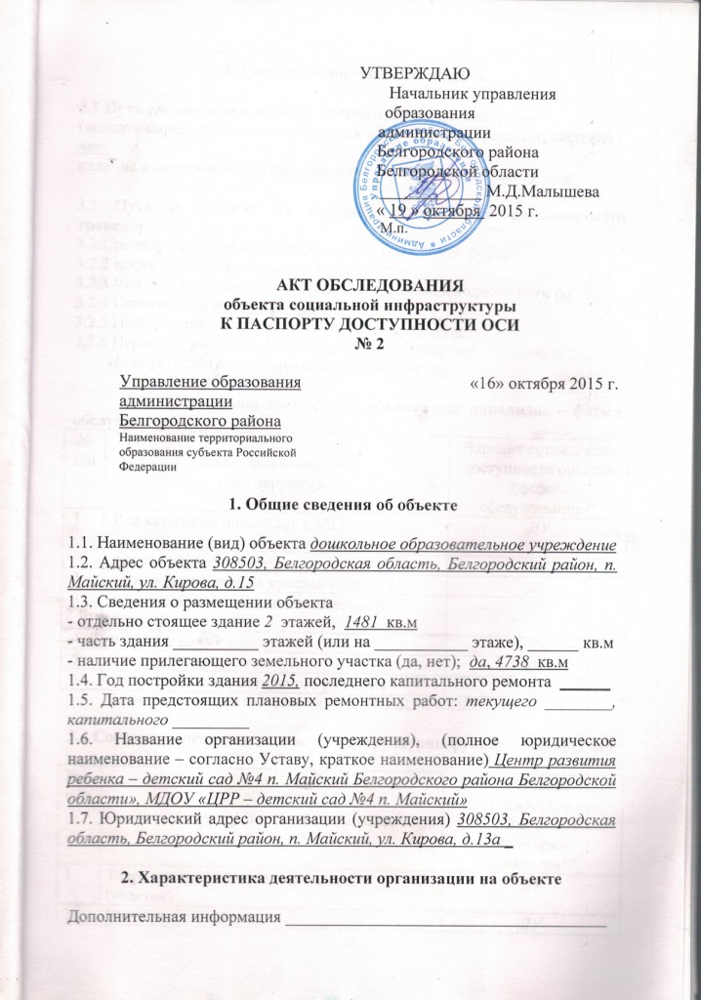 УТВЕРЖДАЮ
Начальник управления
образования
администрации
Белгородского района
Белгородской области
_____________ М.Д.Малышева
« 19 » октября 2015 г.
М.п.
АКТ ОБСЛЕДОВАНИЯ
объекта социальной инфраструктуры
К ПАСПОРТУ ДОСТУПНОСТИ ОСИ
№ 2
Управление образования «16» октября 2015 г.
администрации
Белгородского района
Наименование территориального
образования субъекта Российской
Федерации
1. Общие сведения об объекте
1.1. Наименование (вид) объекта дошкольное образовательное учреждение
1.2. Адрес объекта 308503, Белгородская область, Белгородский район, п.
Майский, ул. Кирова, д.15
1.3. Сведения о размещении объекта
- отдельно стоящее здание 2 этажей, 1481 кв.м
- часть здания __________ этажей (или на ___________ этаже), ______ кв.м
- наличие прилегающего земельного участка (да, нет); да, 4738 кв.м
1.4. Год постройки здания 2015, последнего капитального ремонта ______
1.5. Дата предстоящих плановых ремонтных работ: текущего ________,
капитального _________
1.6. Название организации (учреждения), (полное юридическое
наименование – согласно Уставу, краткое наименование) Центр развития
ребенка – детский сад №4 п. Майский Белгородского района Белгородской
области», МДОУ «ЦРР – детский сад №4 п. Майский»
1.7. Юридический адрес организации (учреждения) 308503, Белгородская
область, Белгородский район, п. Майский, ул. Кирова, д.13а _
2. Характеристика деятельности организации на объекте
Дополнительная информация ______________________________________